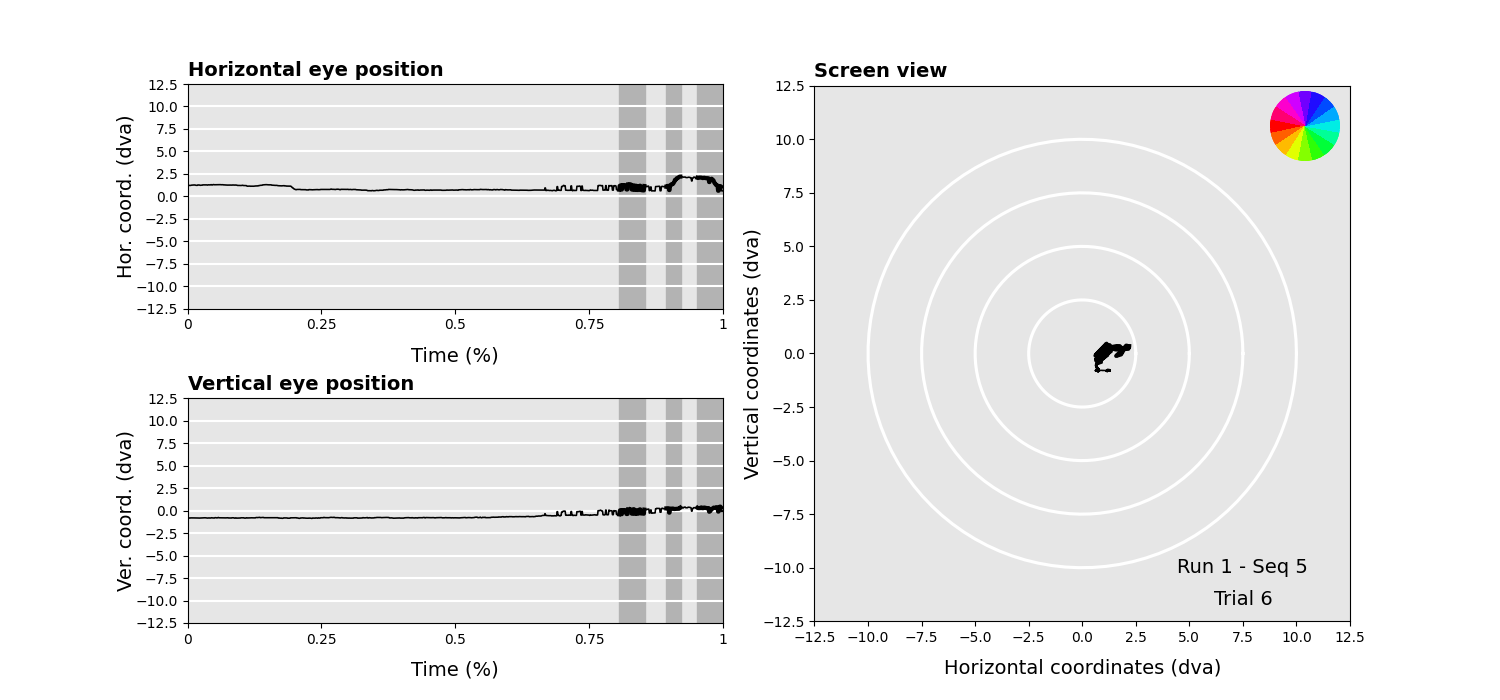 Horizontal eye position
Hor. coord. (dva)
12.5
10.0
7.5
5.0
2.5
0.0
−2.5
−5.0
−7.5
−10.0
−12.5
0 0.25 0.5 0.75 1
Time (%)
Vertical eye position
Ver. coord. (dva)
12.5
10.0
7.5
5.0
2.5
0.0
−2.5
−5.0
−7.5
−10.0
−12.5
0 0.25 0.5 0.75 1
Time (%)
Screen view
Vertical coordinates (dva)
12.5
10.0
7.5
5.0
2.5
0.0
−2.5
−5.0
−7.5
−10.0
−12.5
Run 1 - Seq 5
Trial 6
−12.5 −10.0 −7.5 −5.0 −2.5 0.0 2.5 5.0 7.5 10.0 12.5
Horizontal coordinates (dva)